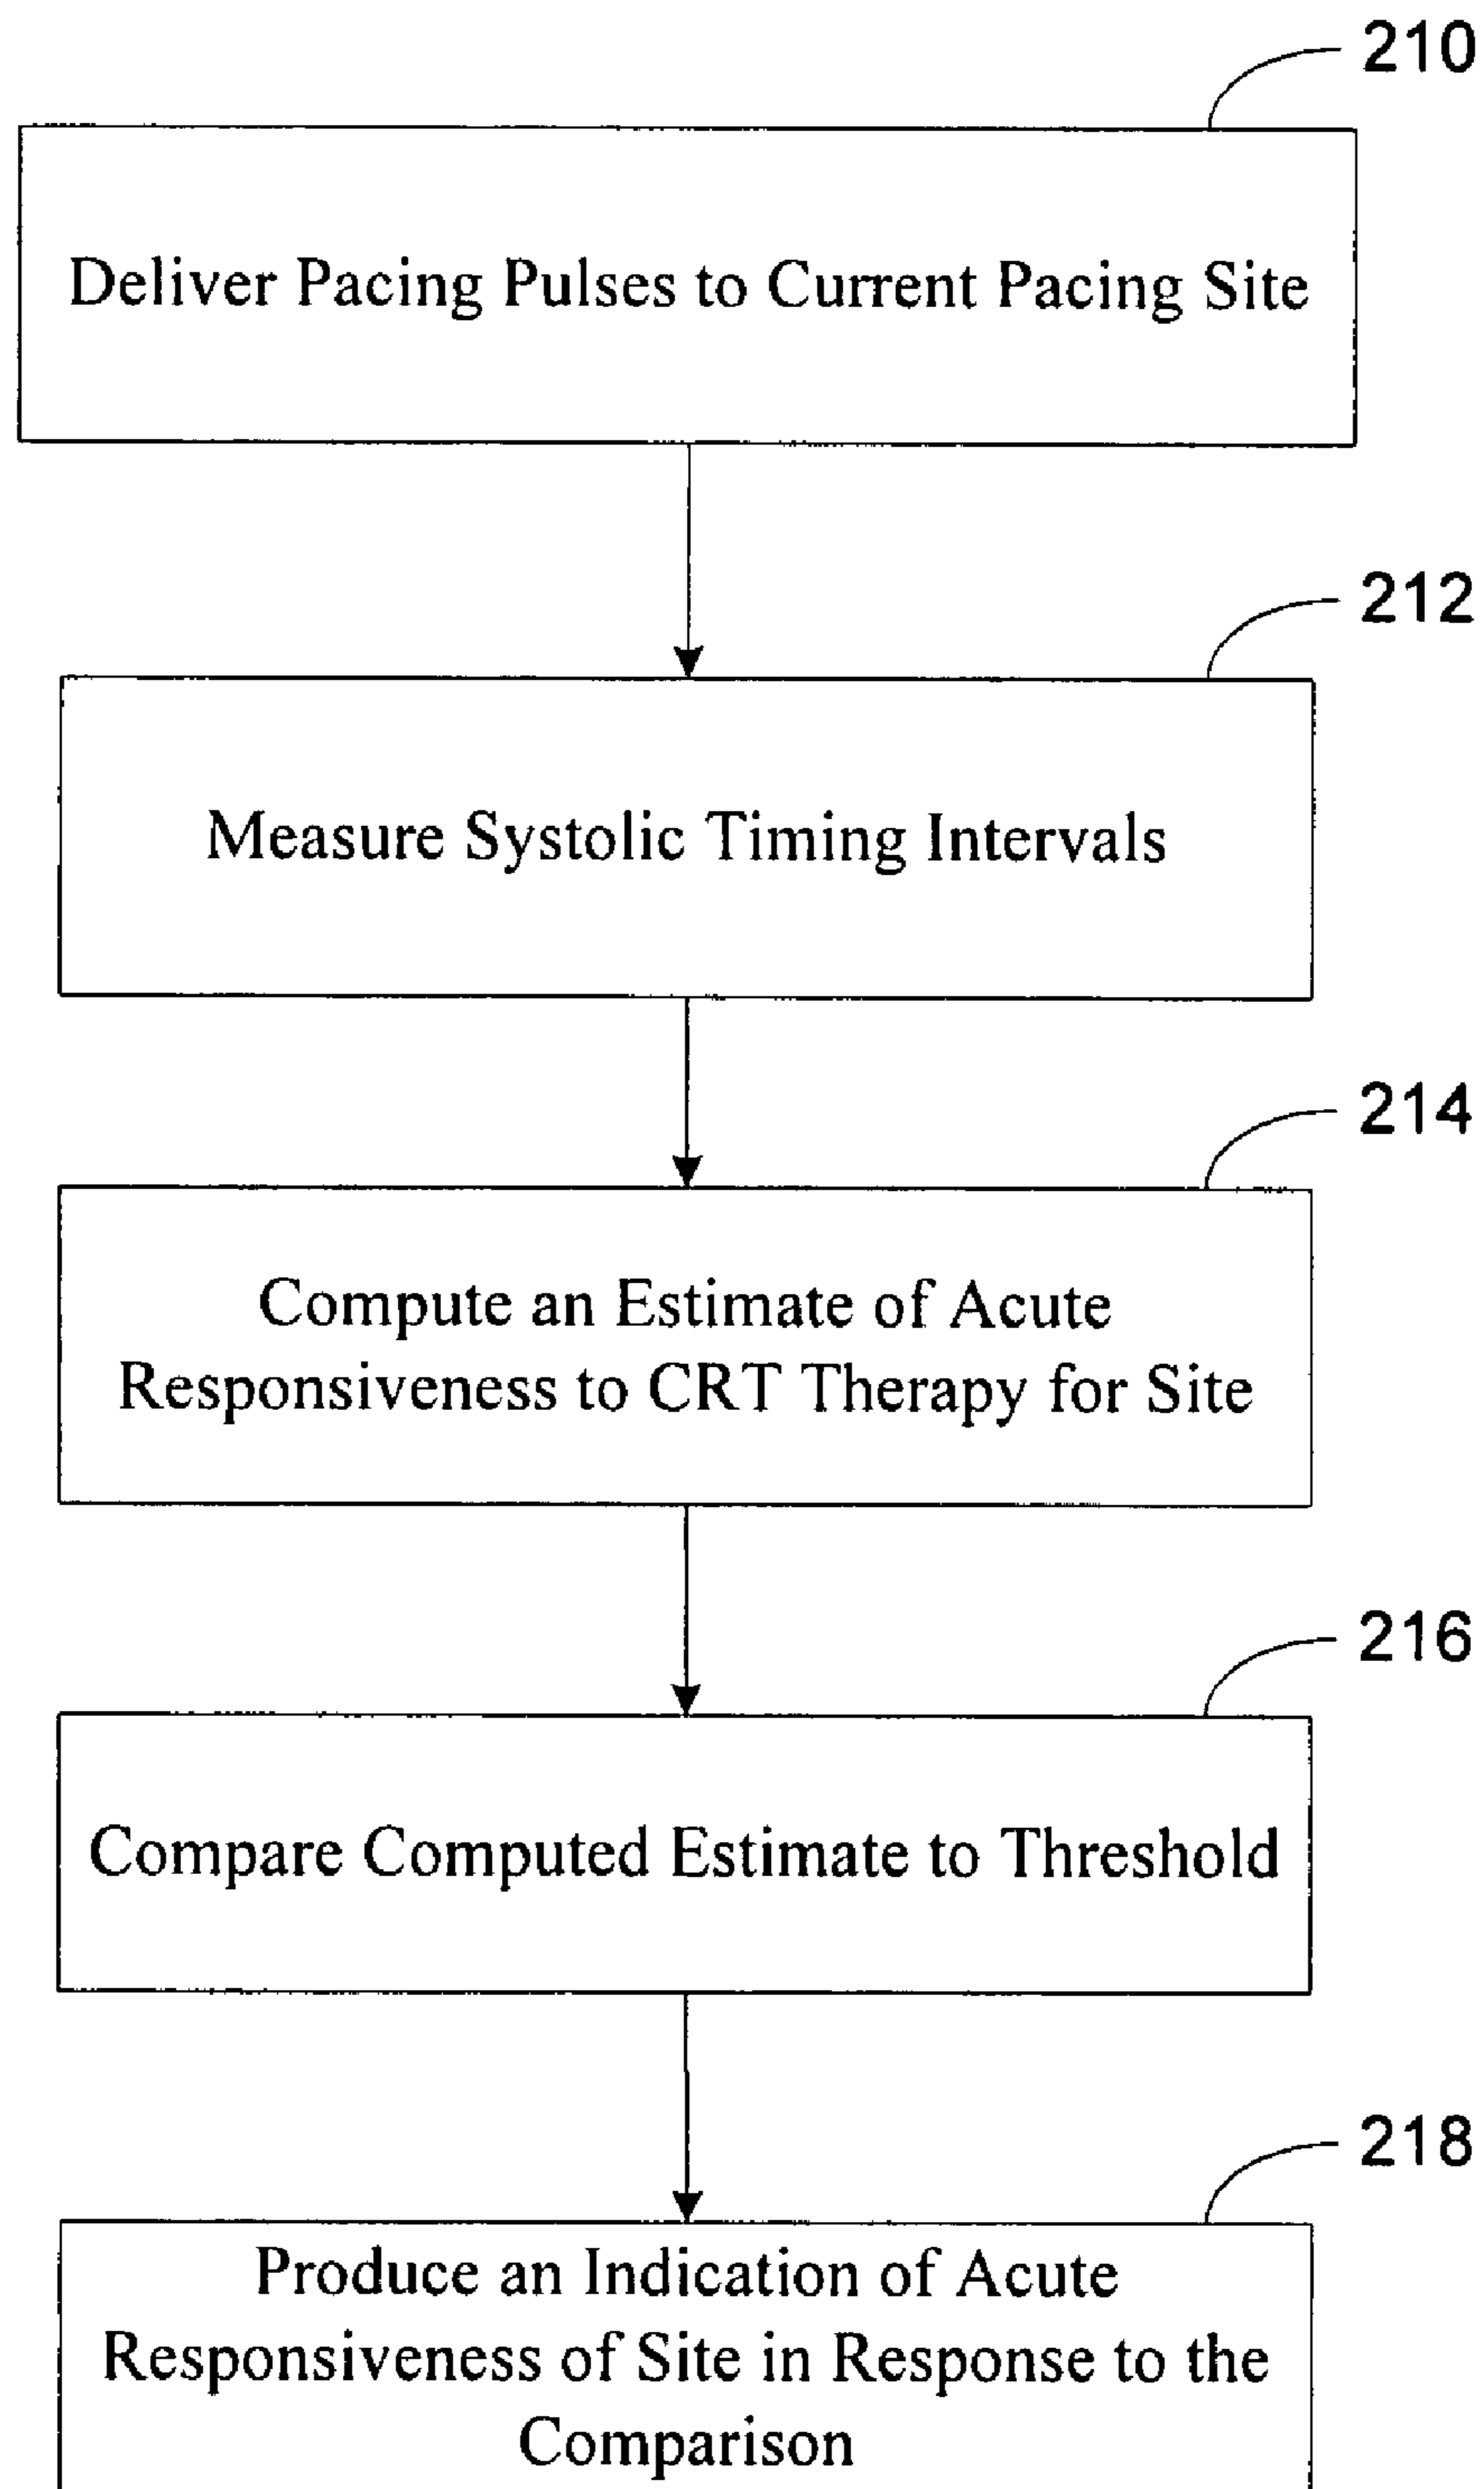 210
Deliver Pacing Pulses to Current Pacing Site
212
Measure Systolic Timing Intervals
214
Compute an Estimate of Acute
Responsiveness to CRT Therapy for Site
216
Compare Computed Estimate to Threshold
218
Produce an Indication of Acute
Responsiveness of Site in Response to the
Comparison